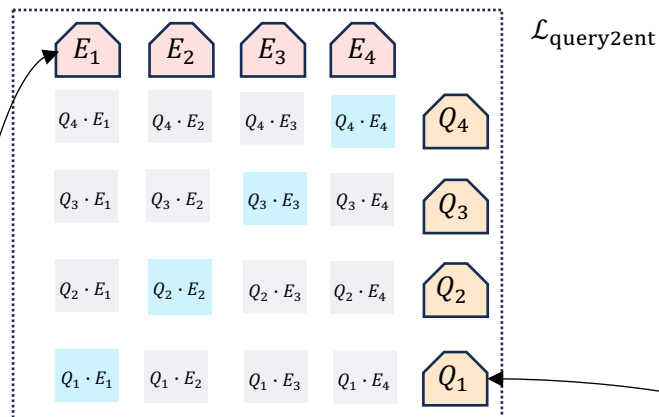 E₁ E₂ E₃ E₄ ℒ_query2ent
Q₄ · E₁ Q₄ · E₂ Q₄ · E₃ Q₄ · E₄ Q₄
Q₃ · E₁ Q₃ · E₂ Q₃ · E₃ Q₃ · E₄ Q₃
Q₂ · E₁ Q₂ · E₂ Q₂ · E₃ Q₂ · E₄ Q₂
Q₁ · E₁ Q₁ · E₂ Q₁ · E₃ Q₁ · E₄ Q₁